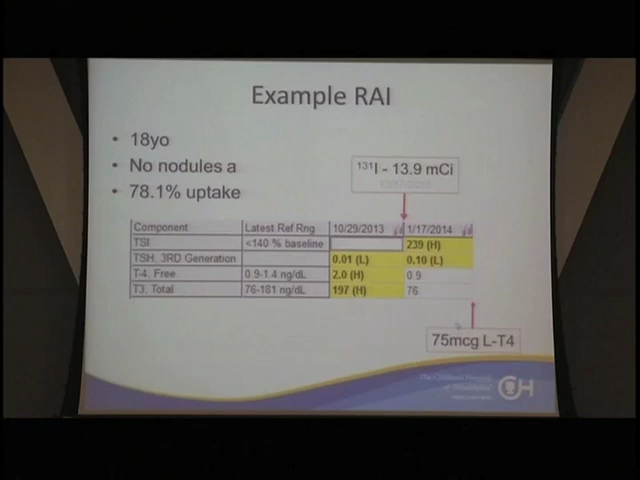 Example RAI
• 18yo
• No nodules a
• 78.1% uptake
131I - 13.9 mCi
Component Latest Ref Rng 10/29/2013 1/17/2014
TSI <140 % baseline 239 (H)
TSH, 3RD Generation 0.01 (L) 0.10 (L)
T-4, Free 0.9-1.4 ng/dL 2.0 (H) 0.9
T3, Total 76-181 ng/dL 197 (H) 76
75mcg L-T4
The Children's Hospital
of Philadelphia
CH